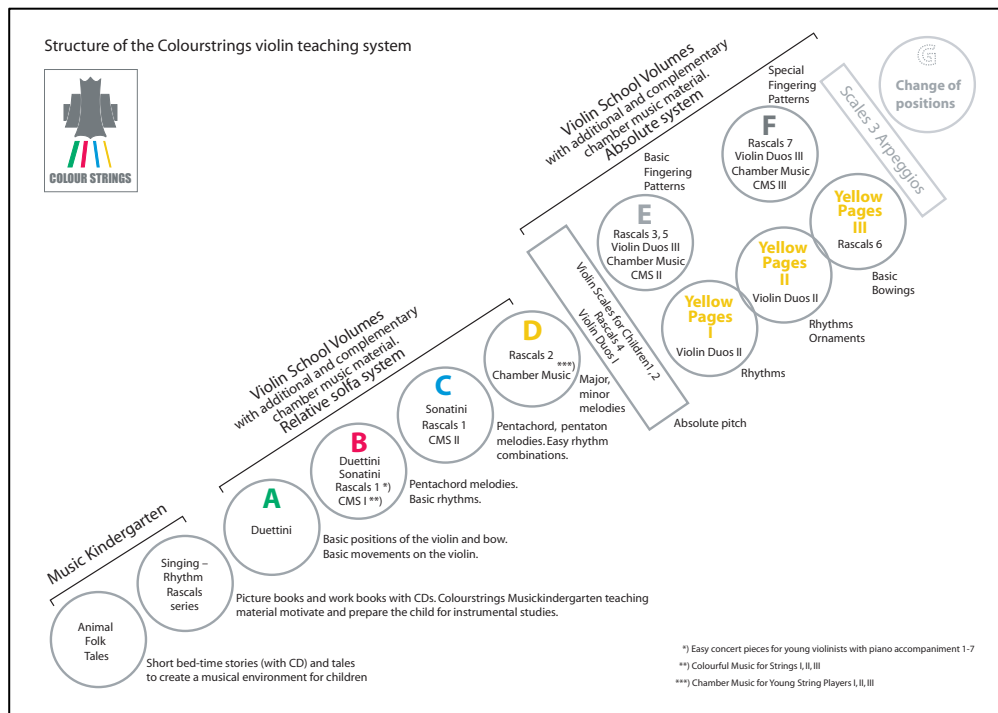 Structure of the Colourstrings violin teaching system
COLOUR STRINGS
Music Kindergarten
Animal
Folk
Tales
Short bed-time stories (with CD) and tales
to create a musical environment for children
Singing –
Rhythm
Rascals
series
Picture books and work books with CDs. Colourstrings Musickindergarten teaching
material motivate and prepare the child for instrumental studies.
Violin School Volumes
with additional and complementary
chamber music material.
Relative solfa system
A
Duettini
Basic positions of the violin and bow.
Basic movements on the violin.
B
Duettini
Sonatini
Rascals 1 *)
CMS I **)
Pentachord melodies.
Basic rhythms.
C
Sonatini
Rascals 1
CMS II
Pentachord, pentaton
melodies. Easy rhythm
combinations.
D
Rascals 2
***)
Chamber Music
Major,
minor
melodies
Violin School Volumes
with additional and complementary
chamber music material.
Absolute system
Violin Scales for Children1, 2
Rascals 4
Violin Duos I
Absolute pitch
Basic
Fingering
Patterns
E
Rascals 3, 5
Violin Duos III
Chamber Music
CMS II
Yellow
Pages
I
Violin Duos II
Rhythms
Special
Fingering
Patterns
F
Rascals 7
Violin Duos III
Chamber Music
CMS III
Yellow
Pages
II
Violin Duos II
Rhythms
Ornaments
Yellow
Pages
III
Rascals 6
Basic
Bowings
Scales 3 Arpeggios
G
Change of
positions
*) Easy concert pieces for young violinists with piano accompaniment 1-7
**) Colourful Music for Strings I, II, III
***) Chamber Music for Young String Players I, II, III